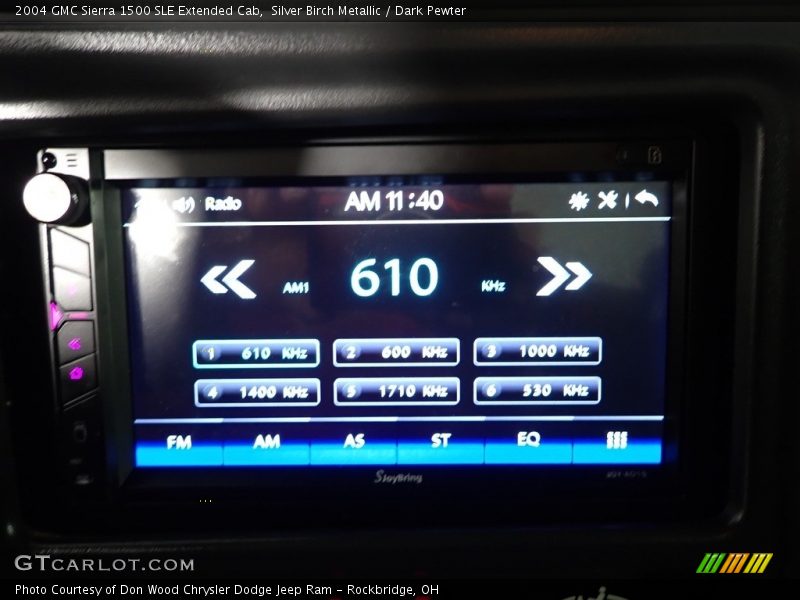 2004 GMC Sierra 1500 SLE Extended Cab, Silver Birch Metallic / Dark Pewter
Radio AM 11:40
AM1 610 KHz
1 610 KHz 2 600 KHz 3 1000 KHz
4 1400 KHz 5 1710 KHz 6 530 KHz
FM AM AS ST EQ
GTCARLOT.COM
Photo Courtesy of Don Wood Chrysler Dodge Jeep Ram - Rockbridge, OH